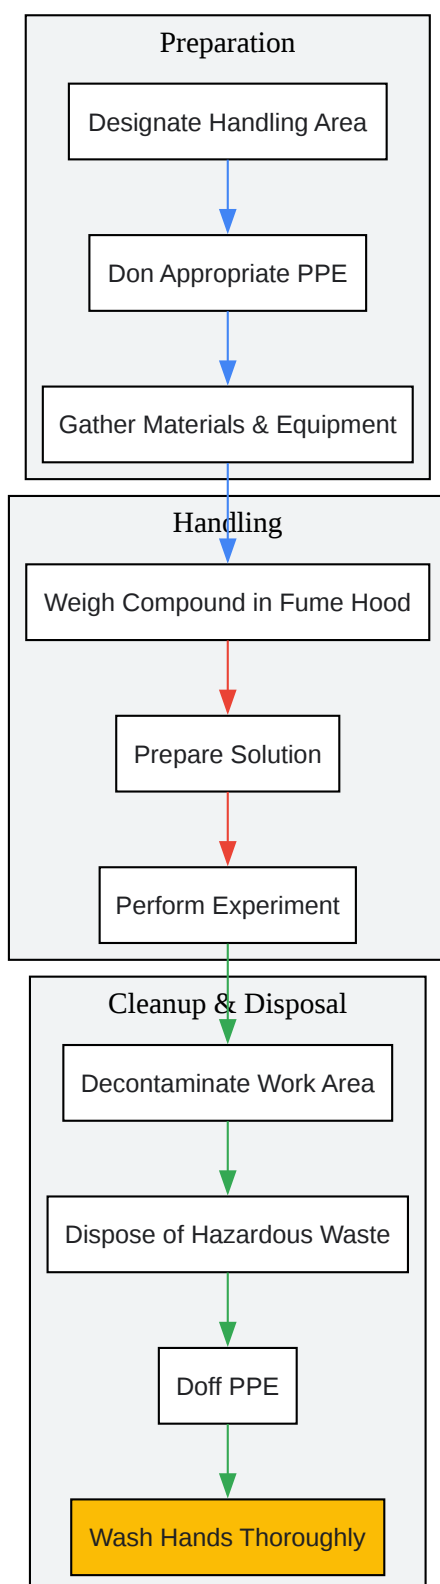 Preparation
Designate Handling Area
Don Appropriate PPE
Gather Materials & Equipment
Handling
Weigh Compound in Fume Hood
Prepare Solution
Perform Experiment
Cleanup & Disposal
Decontaminate Work Area
Dispose of Hazardous Waste
Doff PPE
Wash Hands Thoroughly